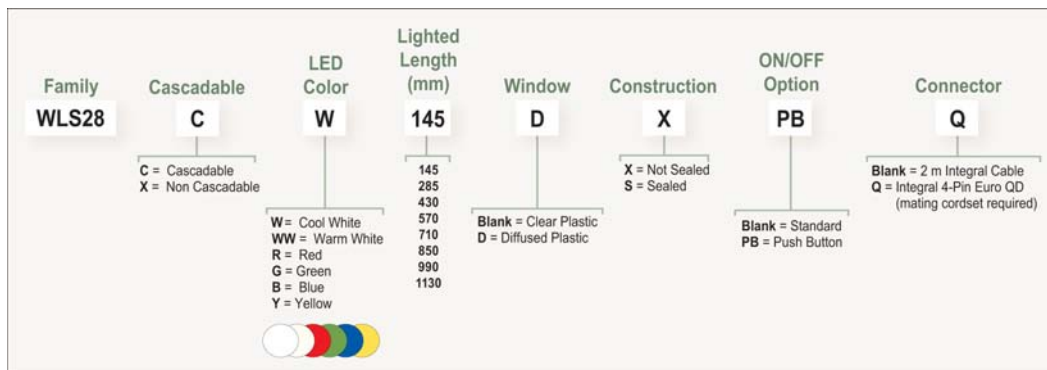 Family
WLS28
Cascadable
C
C = Cascadable
X = Non Cascadable
LED
Color
W
W = Cool White
WW = Warm White
R = Red
G = Green
B = Blue
Y = Yellow
Lighted
Length
(mm)
145
145
285
430
570
710
850
990
1130
Window
D
Blank = Clear Plastic
D = Diffused Plastic
Construction
X
X = Not Sealed
S = Sealed
ON/OFF
Option
PB
Blank = Standard
PB = Push Button
Connector
Q
Blank = 2 m Integral Cable
Q = Integral 4-Pin Euro QD
(mating cordset required)